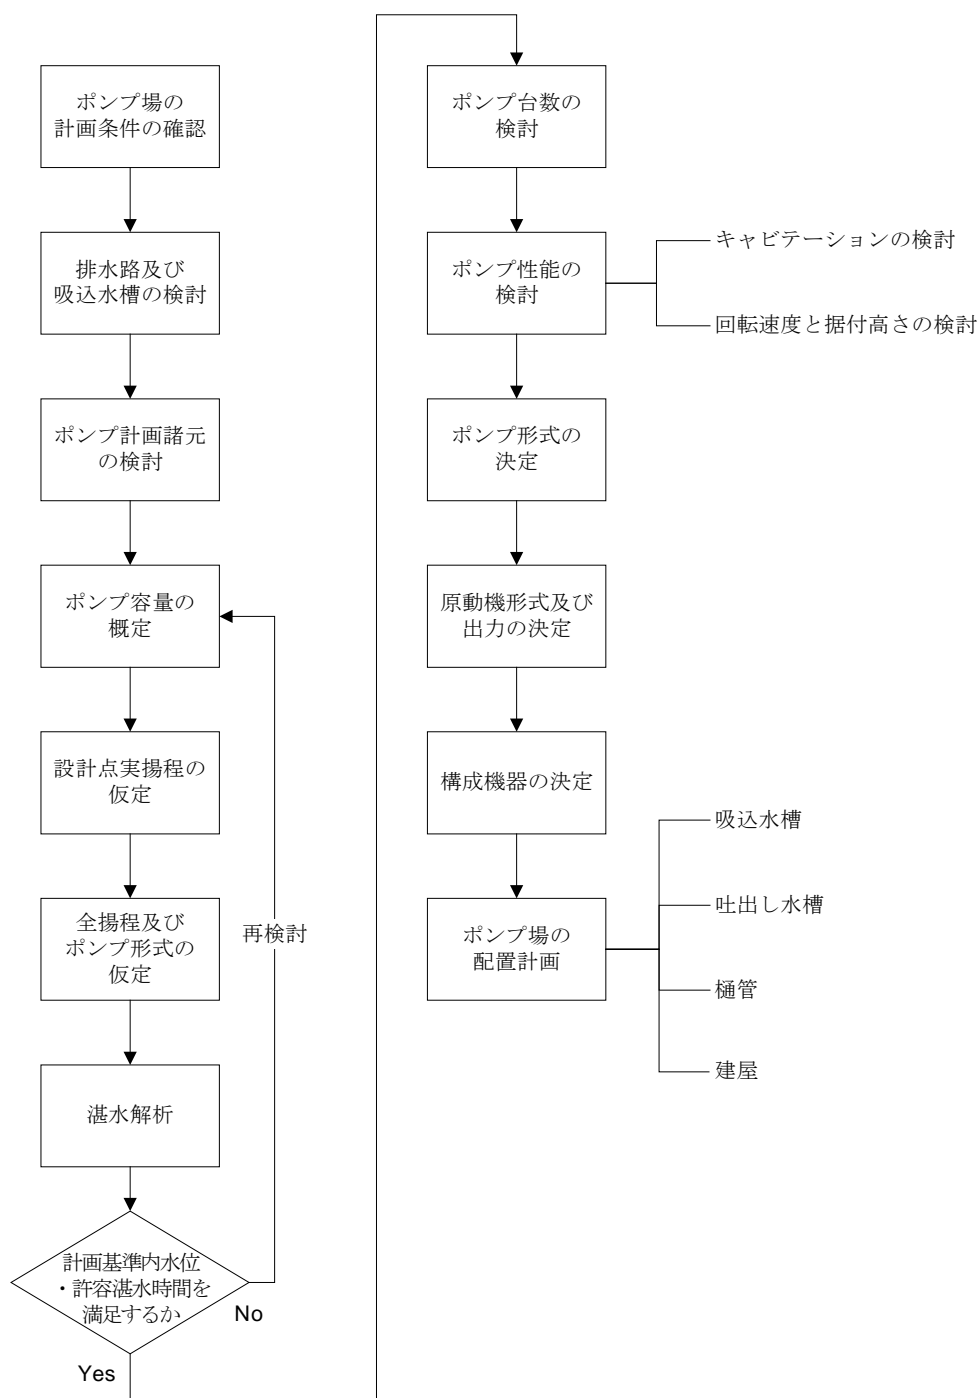 ポンプ場の
計画条件の確認
排水路及び
吸込水槽の検討
ポンプ計画諸元
の検討
ポンプ容量の
概定
設計点実揚程の
仮定
全揚程及び
ポンプ形式の
仮定
再検討
湛水解析
計画基準内水位
・許容湛水時間を
満足するか
No
Yes
ポンプ台数の
検討
ポンプ性能の
検討
キャビテーションの検討
回転速度と据付高さの検討
ポンプ形式の
決定
原動機形式及び
出力の決定
構成機器の決定
ポンプ場の
配置計画
吸込水槽
吐出し水槽
樋管
建屋